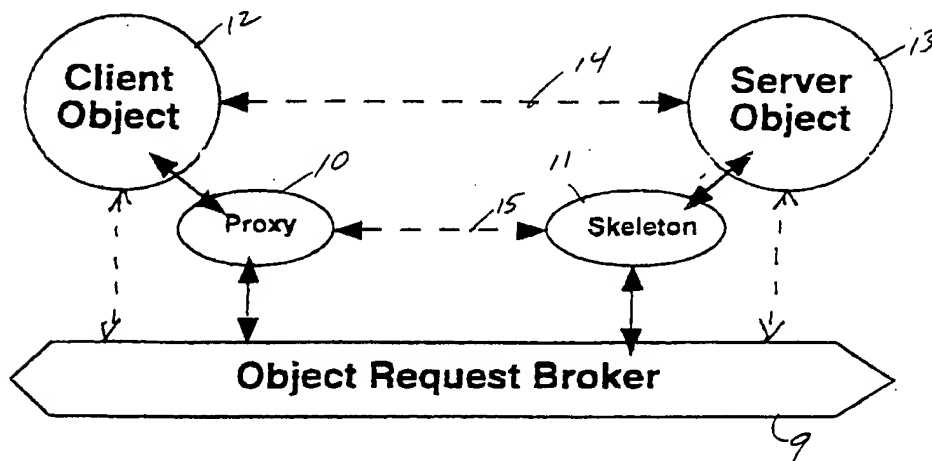 12
Client
Object
14
13
Server
Object
10
Proxy
15
11
Skeleton
Object Request Broker
9